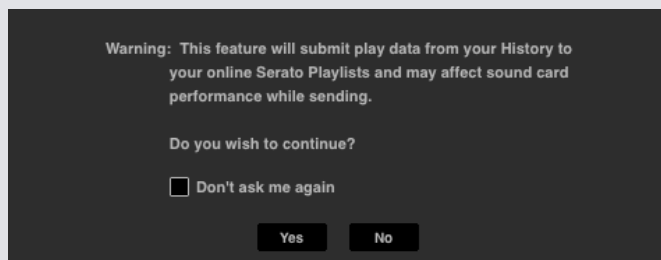 Warning: This feature will submit play data from your History to
your online Serato Playlists and may affect sound card
performance while sending.
Do you wish to continue?
Don't ask me again
Yes No